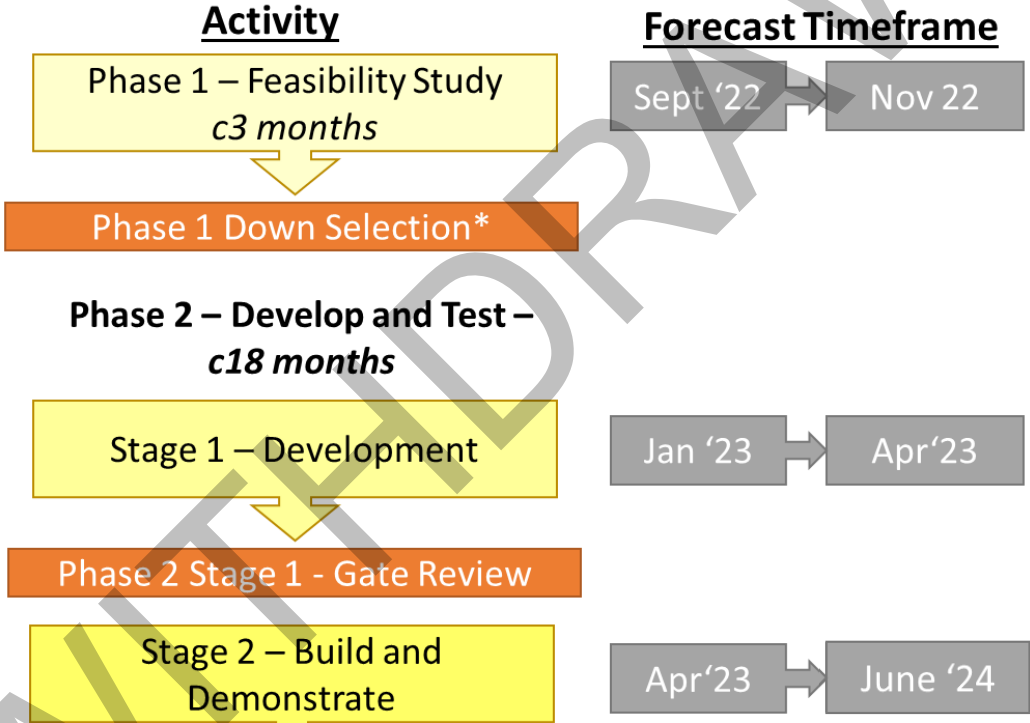 Activity
Forecast Timeframe
Phase 1 – Feasibility Study
c3 months
Sept ‘22
Nov 22
Phase 1 Down Selection*
Phase 2 – Develop and Test –
c18 months
Stage 1 – Development
Jan ‘23
Apr‘23
Phase 2 Stage 1 - Gate Review
Stage 2 – Build and
Demonstrate
Apr‘23
June ‘24
WITHDRAW